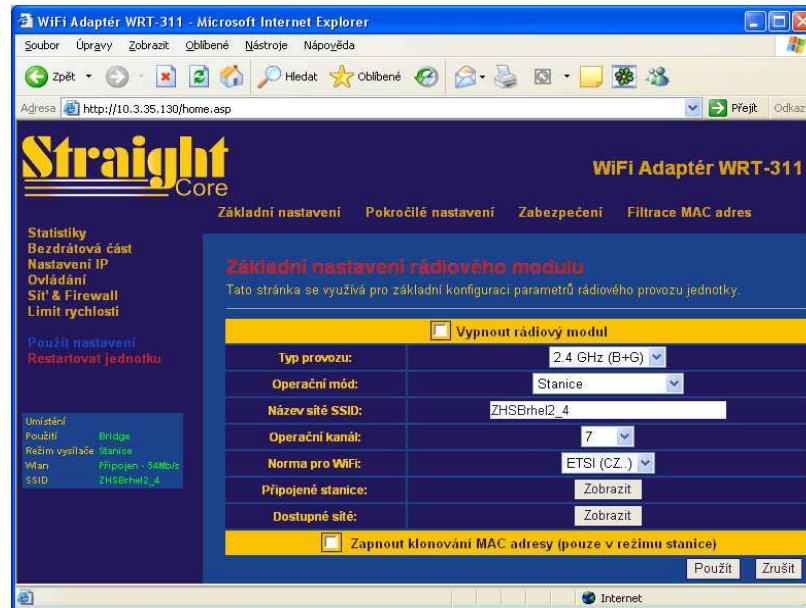 WiFi Adaptér WRT-311 - Microsoft Internet Explorer
Soubor Úpravy Zobrazit Oblíbené Nástroje Nápověda
Zpět Hledat Oblíbené
Adresa http://10.3.35.130/home.asp Přejít Odkaz
Straight Core
WiFi Adaptér WRT-311
Základní nastavení Pokročilé nastavení Zabezpečení Filtrace MAC adres
Statistiky
Bezdrátová část
Nastavení IP
Ovládání
Síť & Firewall
Limit rychlosti
Použít nastavení
Restartovat jednotku
Umístění
Použití Bridge
Režim vysílače Stanice
Wlan Připojen - 54Mb/s
SSID ZHSBrhel2_4
Základní nastavení rádiového modulu
Tato stránka se využívá pro základní konfiguraci parametrů rádiového provozu jednotky.
Vypnout rádiový modul
Typ provozu: 2.4 GHz (B+G)
Operační mód: Stanice
Název sítě SSID: ZHSBrhel2_4
Operační kanál: 7
Norma pro WiFi: ETSI (CZ..)
Připojené stanice: Zobrazit
Dostupné sítě: Zobrazit
Zapnout klonování MAC adresy (pouze v režimu stanice)
Použít Zrušit
Internet